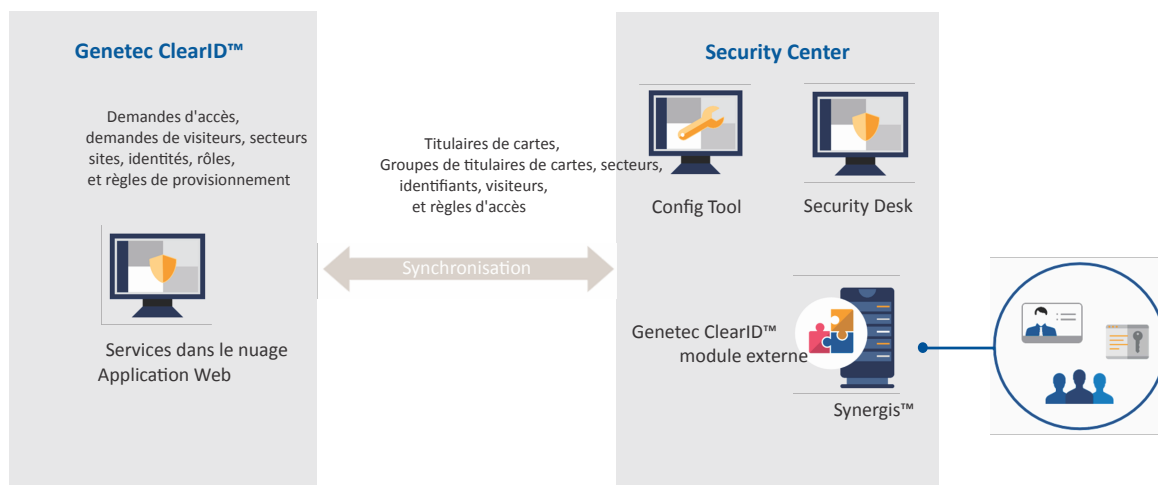 Genetec ClearID™
Demandes d'accès,
demandes de visiteurs, secteurs
sites, identités, rôles,
et règles de provisionnement
Services dans le nuage
Application Web
Titulaires de cartes,
Groupes de titulaires de cartes, secteurs,
identifiants, visiteurs,
et règles d'accès
Synchronisation
Security Center
Config Tool
Security Desk
Genetec ClearID™
module externe
Synergis™